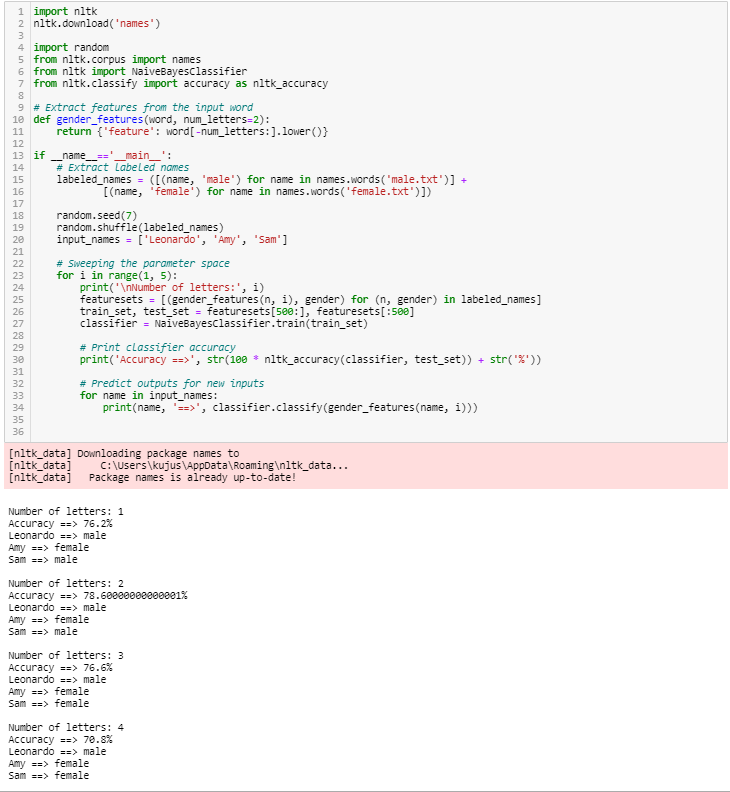 1 import nltk
2 nltk.download('names')
3
4 import random
5 from nltk.corpus import names
6 from nltk import NaiveBayesClassifier
7 from nltk.classify import accuracy as nltk_accuracy
8
9 # Extract features from the input word
10 def gender_features(word, num_letters=2):
11     return {'feature': word[-num_letters:].lower()}
12
13 if __name__=='__main__':
14     # Extract labeled names
15     labeled_names = ([(name, 'male') for name in names.words('male.txt')] +
16             [(name, 'female') for name in names.words('female.txt')])
17
18     random.seed(7)
19     random.shuffle(labeled_names)
20     input_names = ['Leonardo', 'Amy', 'Sam']
21
22     # Sweeping the parameter space
23     for i in range(1, 5):
24         print('\nNumber of letters:', i)
25         featuresets = [(gender_features(n, i), gender) for (n, gender) in labeled_names]
26         train_set, test_set = featuresets[500:], featuresets[:500]
27         classifier = NaiveBayesClassifier.train(train_set)
28
29         # Print classifier accuracy
30         print('Accuracy ==>', str(100 * nltk_accuracy(classifier, test_set)) + str('%'))
31
32         # Predict outputs for new inputs
33         for name in input_names:
34             print(name, '==>', classifier.classify(gender_features(name, i)))
35
36
[nltk_data] Downloading package names to
[nltk_data]     C:\Users\kujus\AppData\Roaming\nltk_data...
[nltk_data]   Package names is already up-to-date!
Number of letters: 1
Accuracy ==> 76.2%
Leonardo ==> male
Amy ==> female
Sam ==> male
Number of letters: 2
Accuracy ==> 78.60000000000001%
Leonardo ==> male
Amy ==> female
Sam ==> male
Number of letters: 3
Accuracy ==> 76.6%
Leonardo ==> male
Amy ==> female
Sam ==> female
Number of letters: 4
Accuracy ==> 70.8%
Leonardo ==> male
Amy ==> female
Sam ==> female